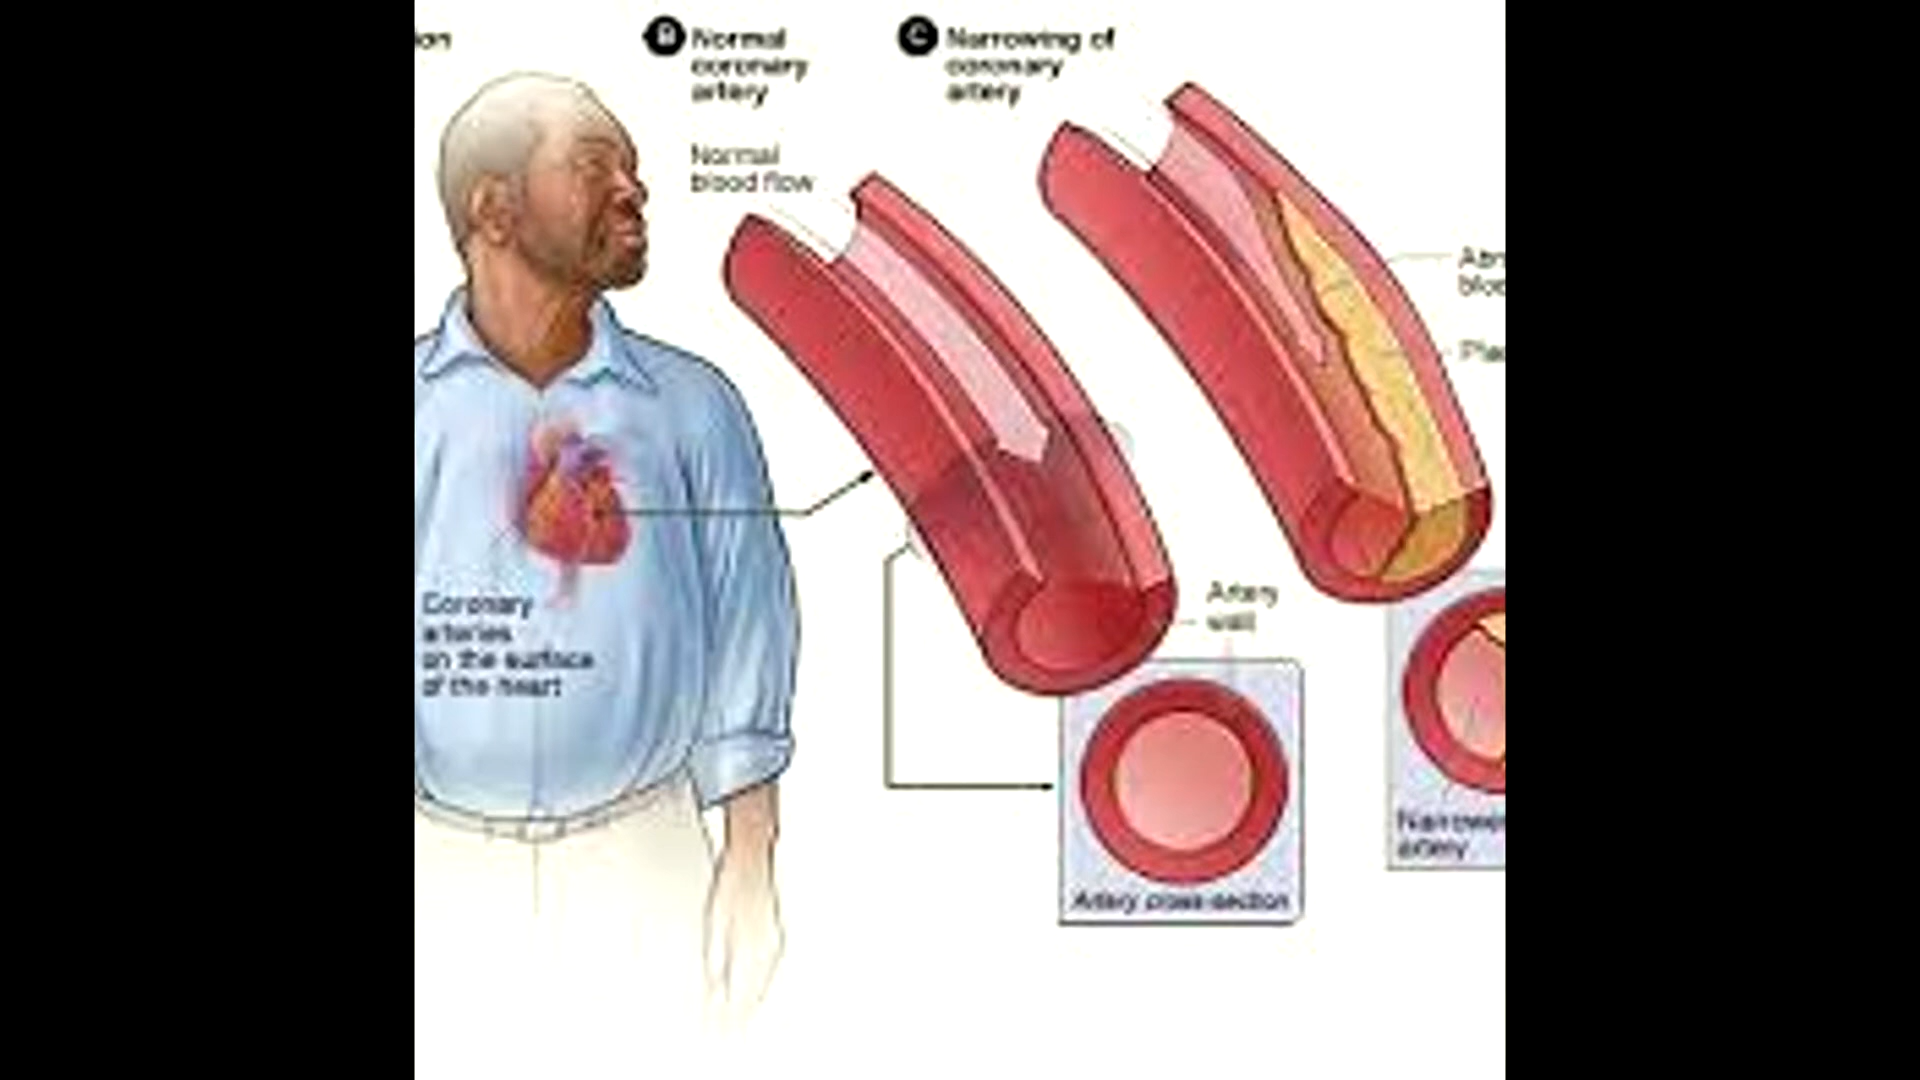 ion
B Normal
coronary
artery
Normal
blood flow
C Narrowing of
coronary
artery
Coronary
arteries
on the surface
of the heart
Artery
wall
Artery cross-section